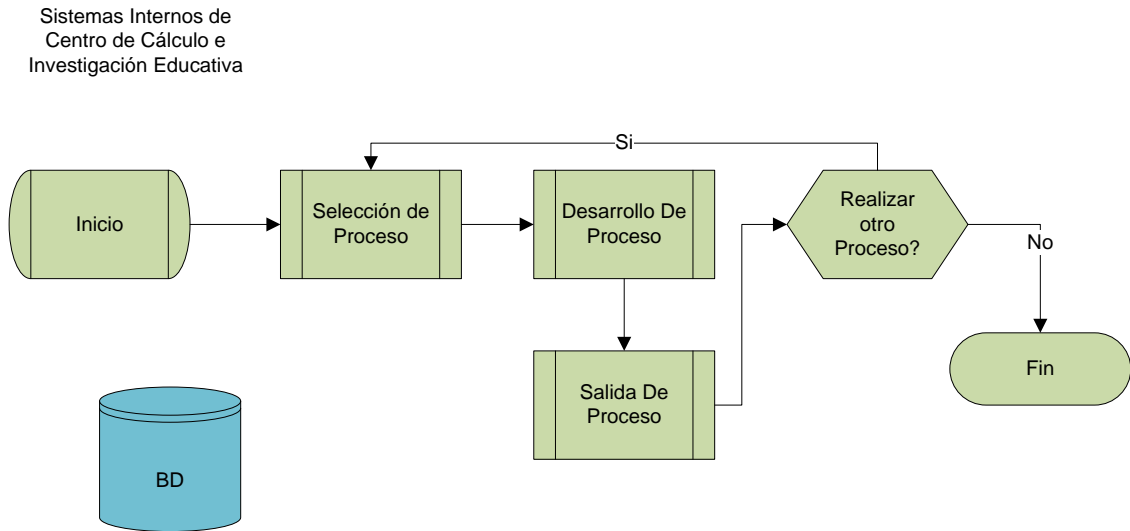 Sistemas Internos de
Centro de Cálculo e
Investigación Educativa
Si
Inicio
Selección de
Proceso
Desarrollo De
Proceso
Realizar
otro
Proceso?
No
Salida De
Proceso
Fin
BD